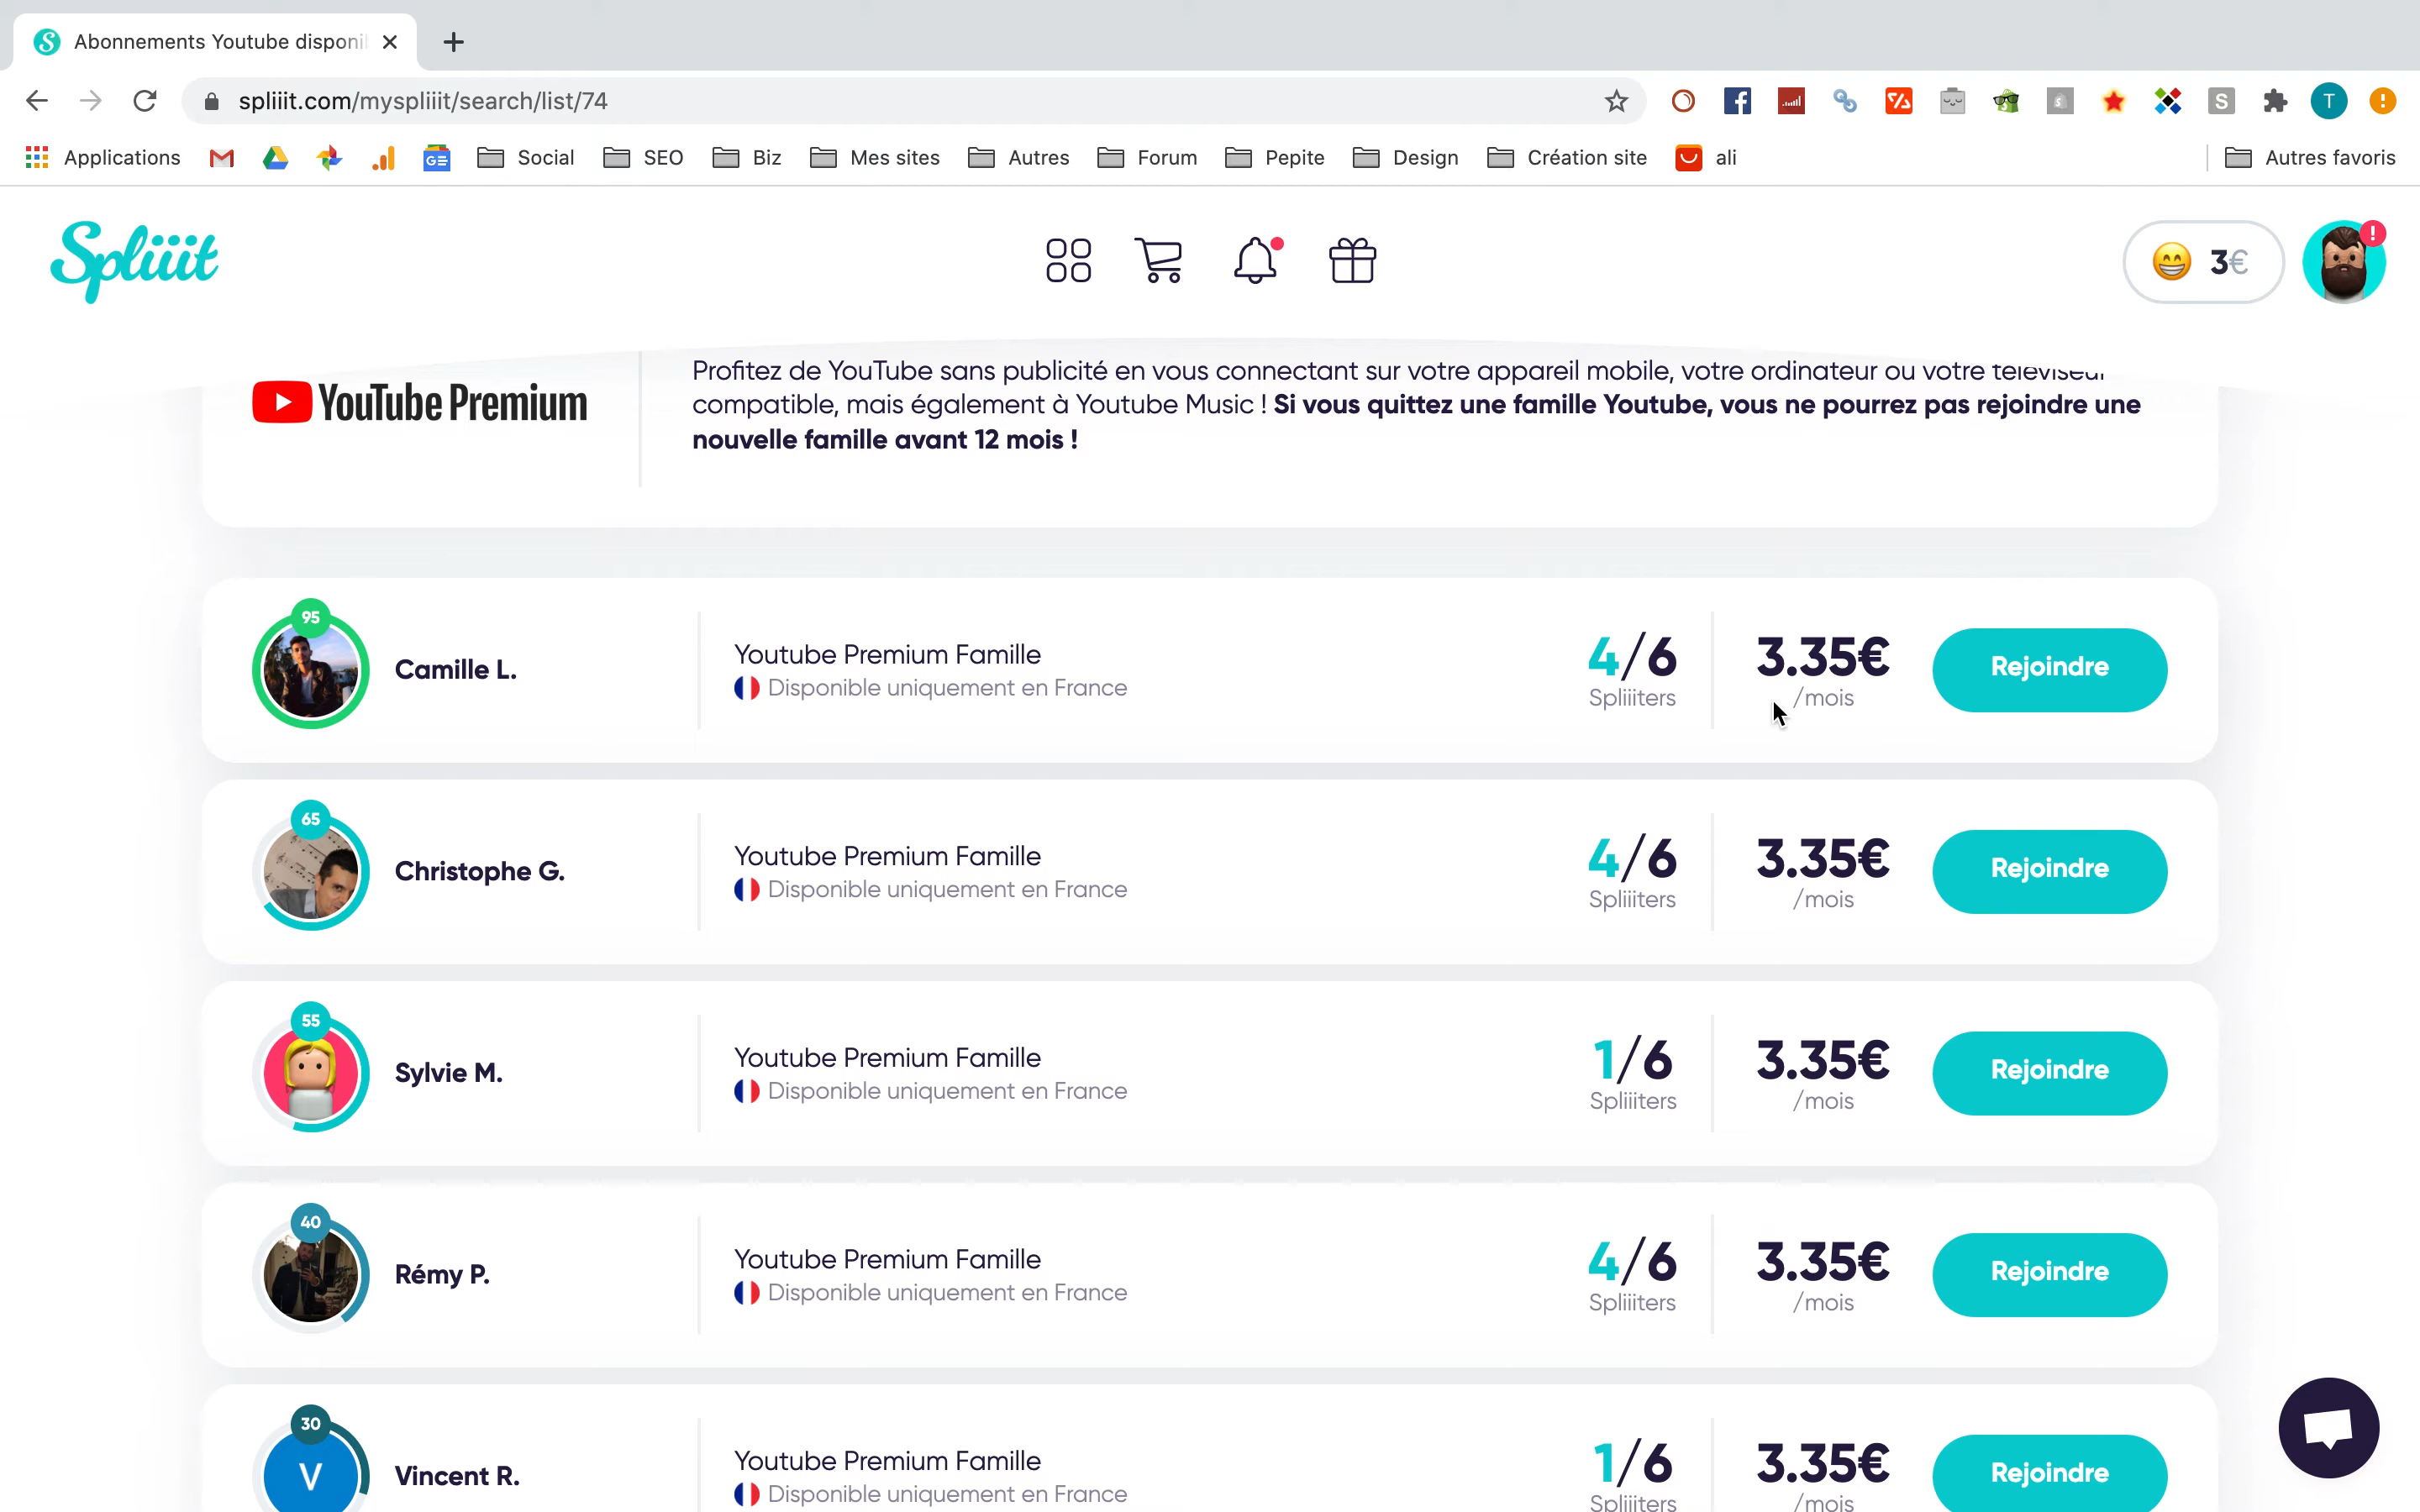 Abonnements Youtube disponi
spliiit.com/myspliiit/search/list/74
Applications
Social
SEO
Biz
Mes sites
Autres
Forum
Pepite
Design
Création site
ali
Autres favoris
Spliiit
3€
YouTube Premium
Profitez de YouTube sans publicité en vous connectant sur votre appareil mobile, votre ordinateur ou votre téléviseur
compatible, mais également à Youtube Music ! Si vous quittez une famille Youtube, vous ne pourrez pas rejoindre une
nouvelle famille avant 12 mois !
95
Camille L.
Youtube Premium Famille
Disponible uniquement en France
4/6
Spliiiters
3.35€
/mois
Rejoindre
65
Christophe G.
Youtube Premium Famille
Disponible uniquement en France
4/6
Spliiiters
3.35€
/mois
Rejoindre
55
Sylvie M.
Youtube Premium Famille
Disponible uniquement en France
1/6
Spliiiters
3.35€
/mois
Rejoindre
40
Rémy P.
Youtube Premium Famille
Disponible uniquement en France
4/6
Spliiiters
3.35€
/mois
Rejoindre
30
V
Vincent R.
Youtube Premium Famille
Disponible uniquement en France
1/6
Spliiiters
3.35€
/mois
Rejoindre